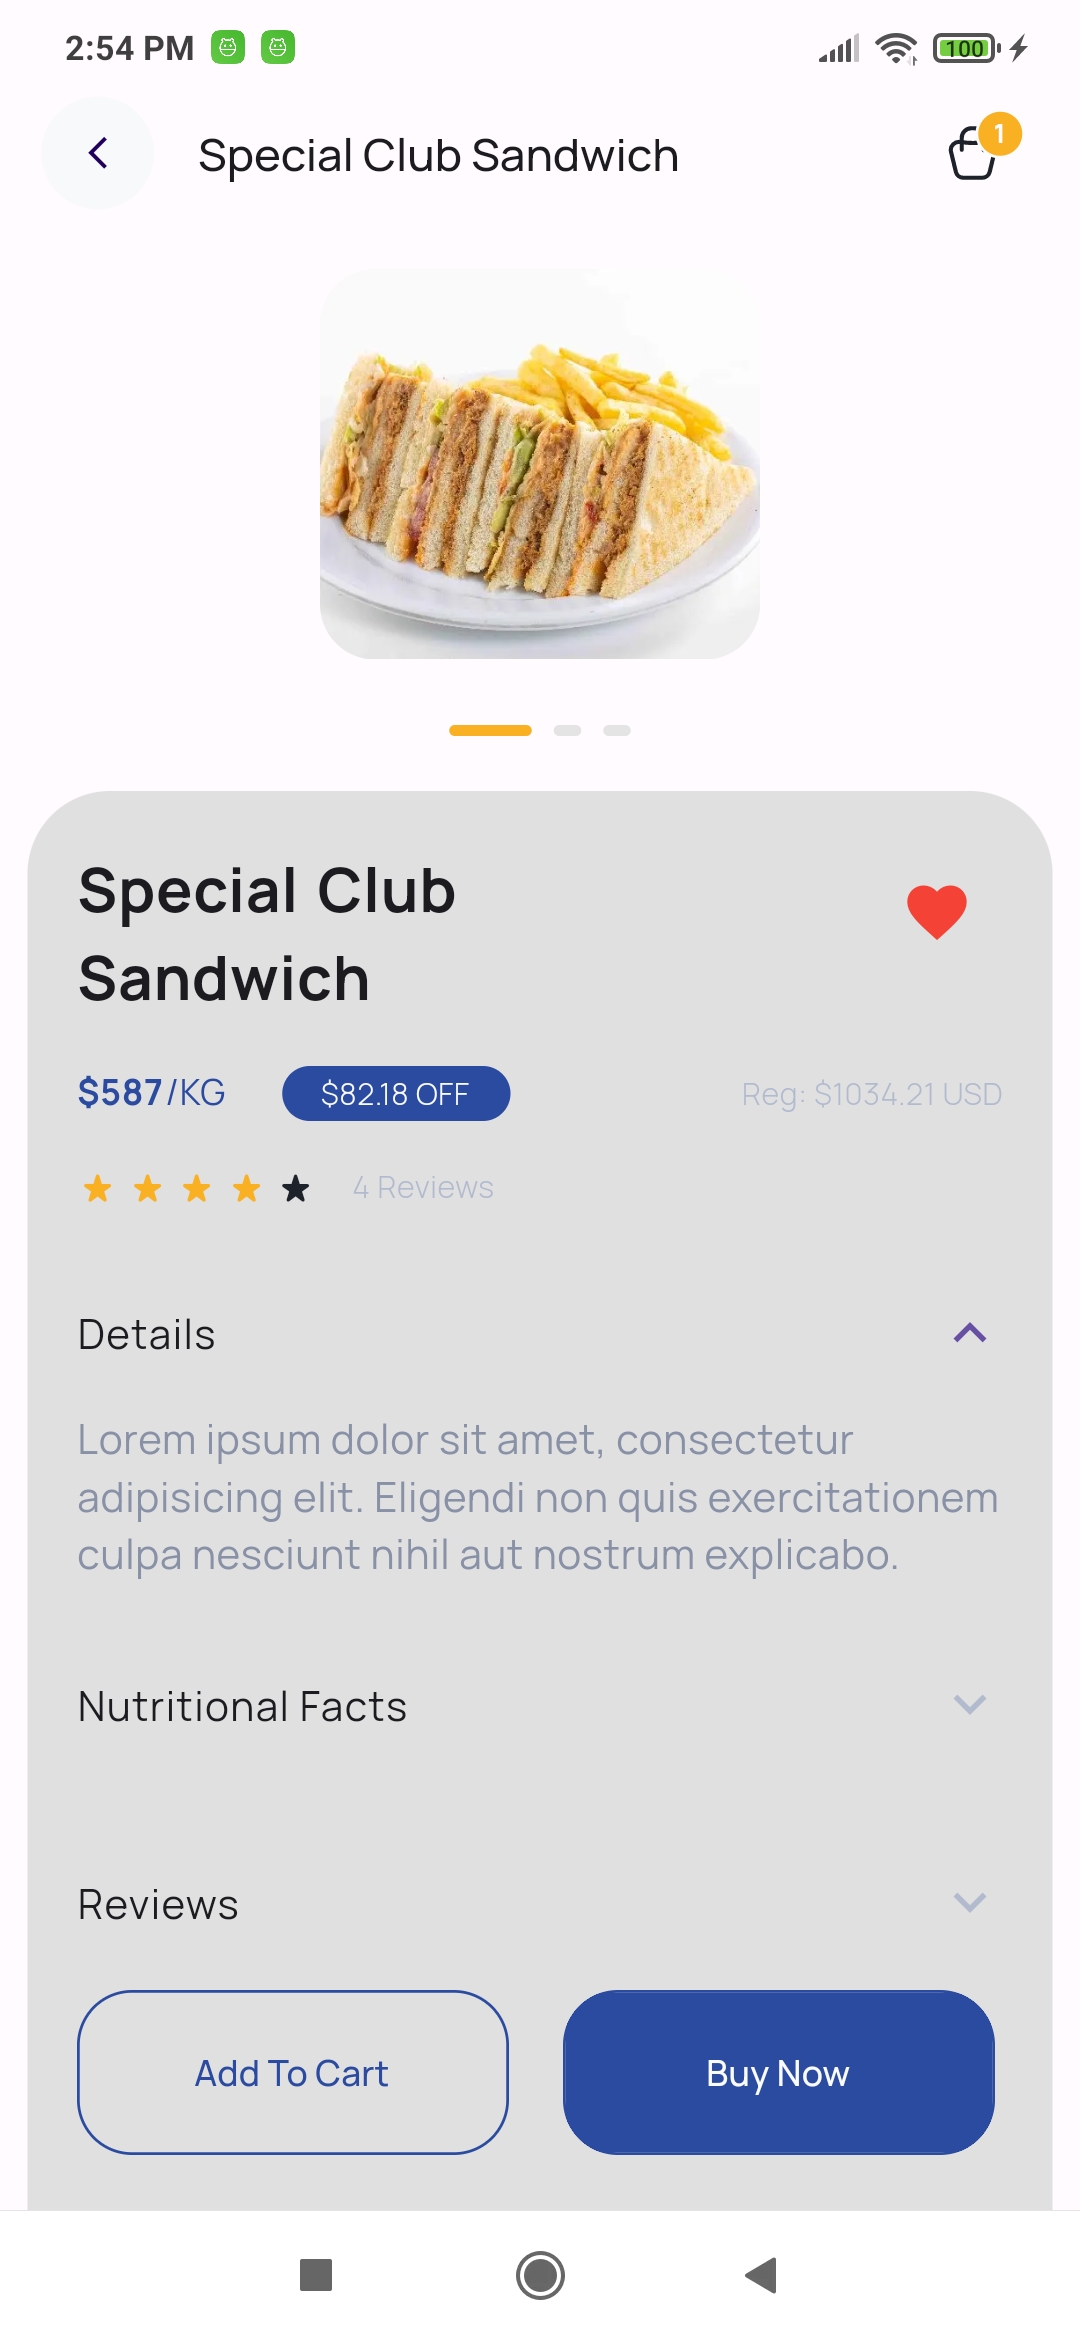 2:54 PM
100
Special Club Sandwich
1
Special Club
Sandwich
$587/KG
$82.18 OFF
Reg: $1034.21 USD
4 Reviews
Details
Lorem ipsum dolor sit amet, consectetur
adipisicing elit. Eligendi non quis exercitationem
culpa nesciunt nihil aut nostrum explicabo.
Nutritional Facts
Reviews
Add To Cart
Buy Now